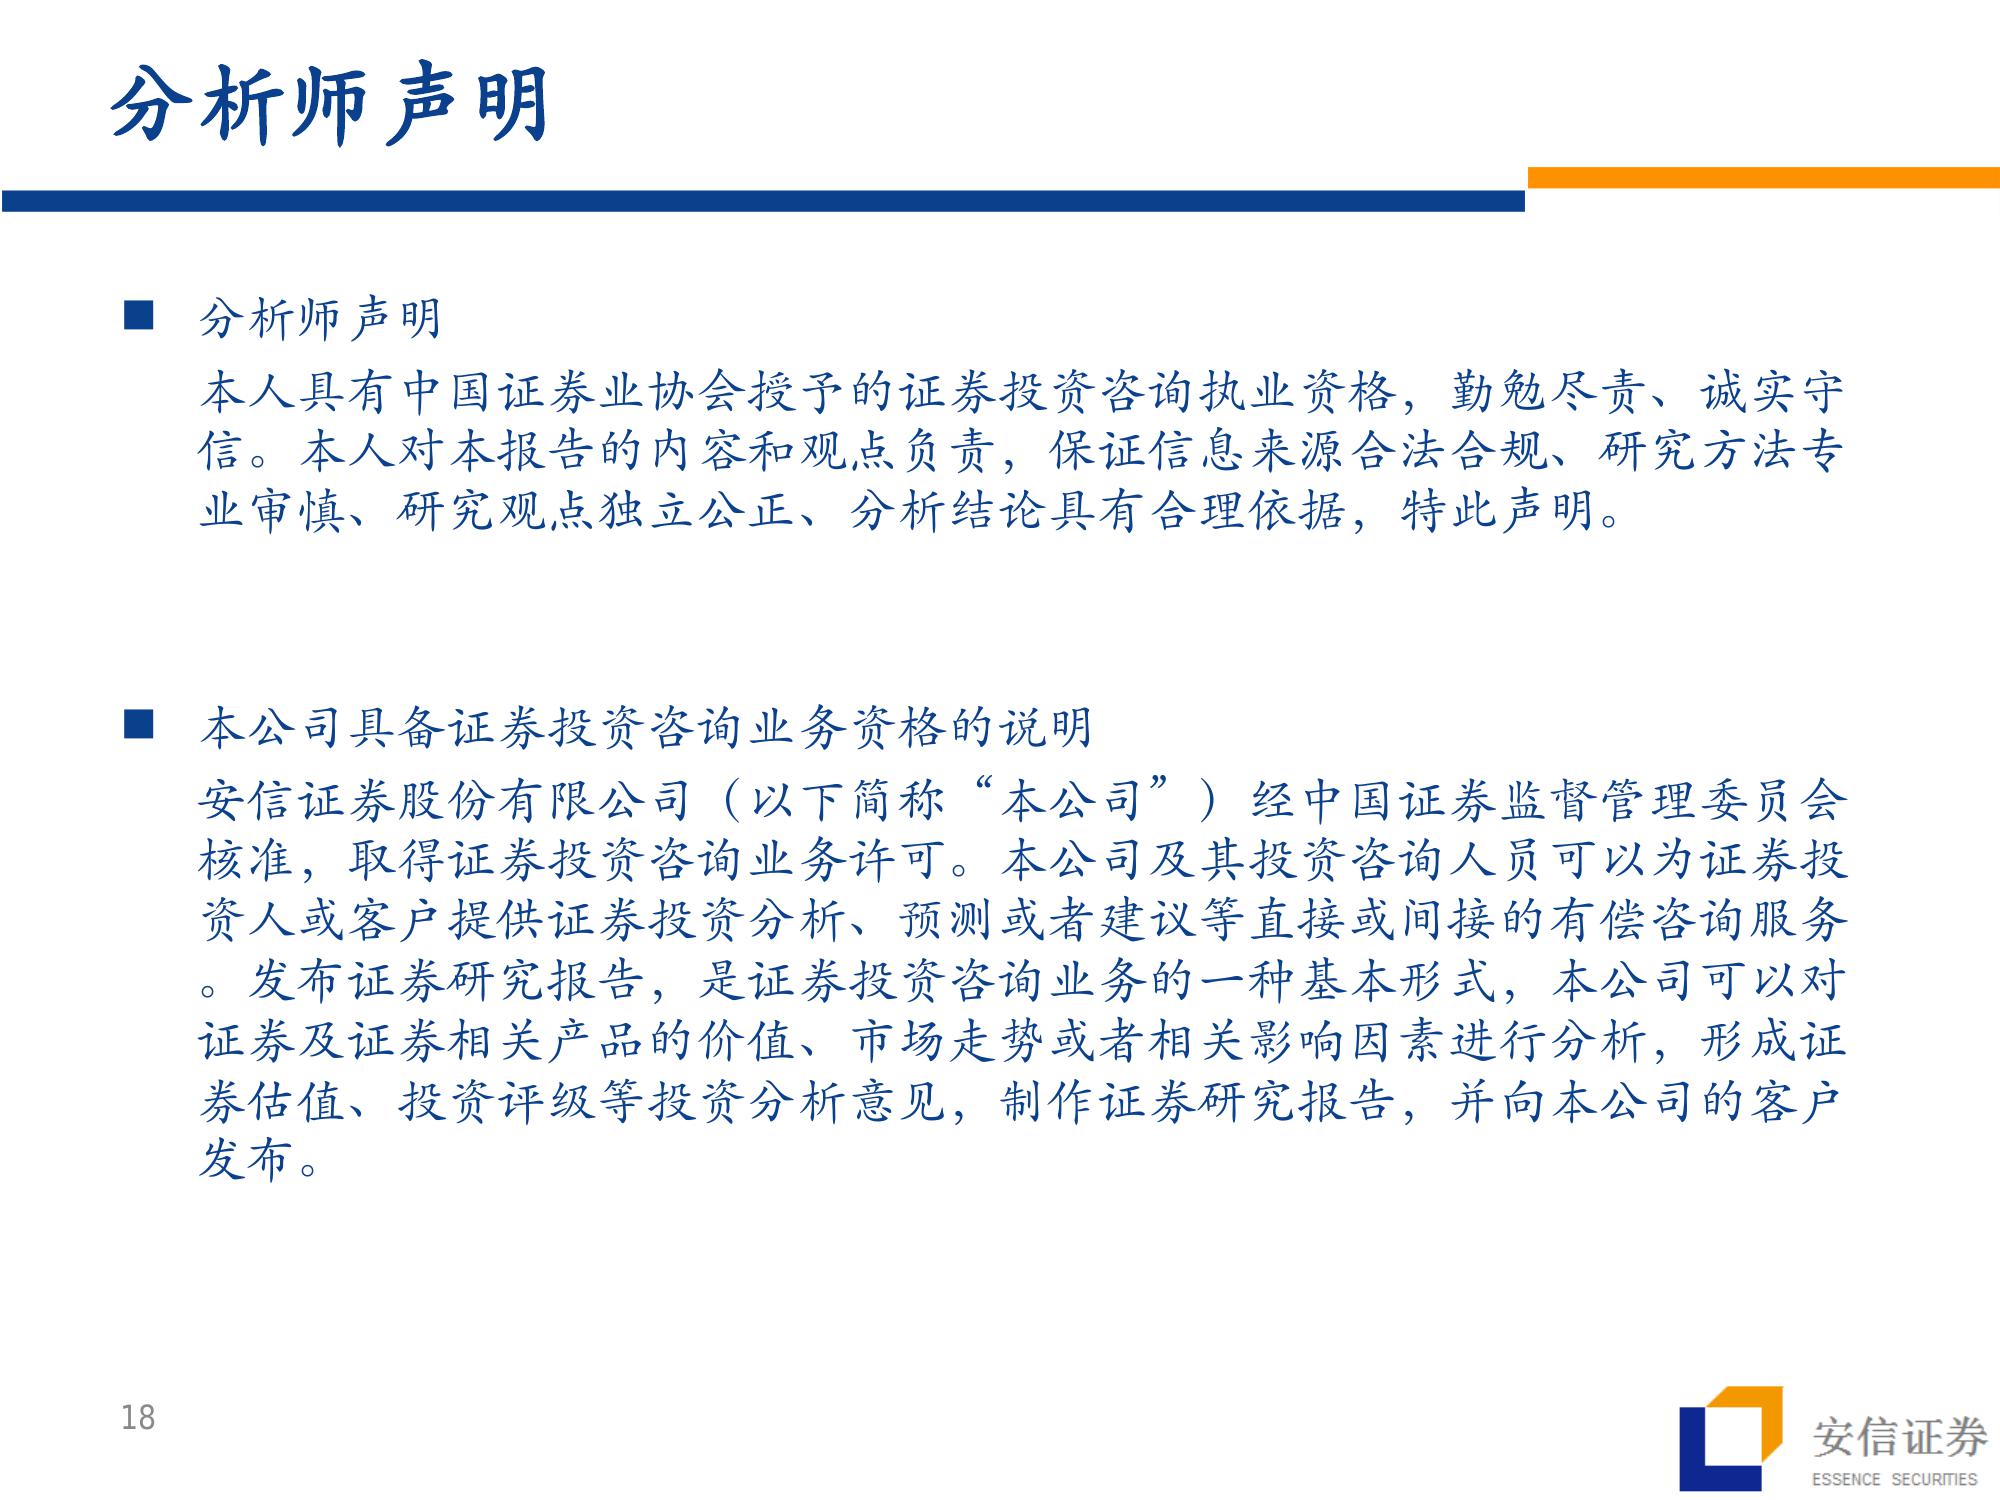 分析师声明
■ 分析师声明
本人具有中国证券业协会授予的证券投资咨询执业资格，勤勉尽责、诚实守
信。本人对本报告的内容和观点负责，保证信息来源合法合规、研究方法专
业审慎、研究观点独立公正、分析结论具有合理依据，特此声明。
■ 本公司具备证券投资咨询业务资格的说明
安信证券股份有限公司（以下简称“本公司”）经中国证券监督管理委员会
核准，取得证券投资咨询业务许可。本公司及其投资咨询人员可以为证券投
资人或客户提供证券投资分析、预测或者建议等直接或间接的有偿咨询服务
。发布证券研究报告，是证券投资咨询业务的一种基本形式，本公司可以对
证券及证券相关产品的价值、市场走势或者相关影响因素进行分析，形成证
券估值、投资评级等投资分析意见，制作证券研究报告，并向本公司的客户
发布。
18
安信证券
ESSENCE SECURITIES